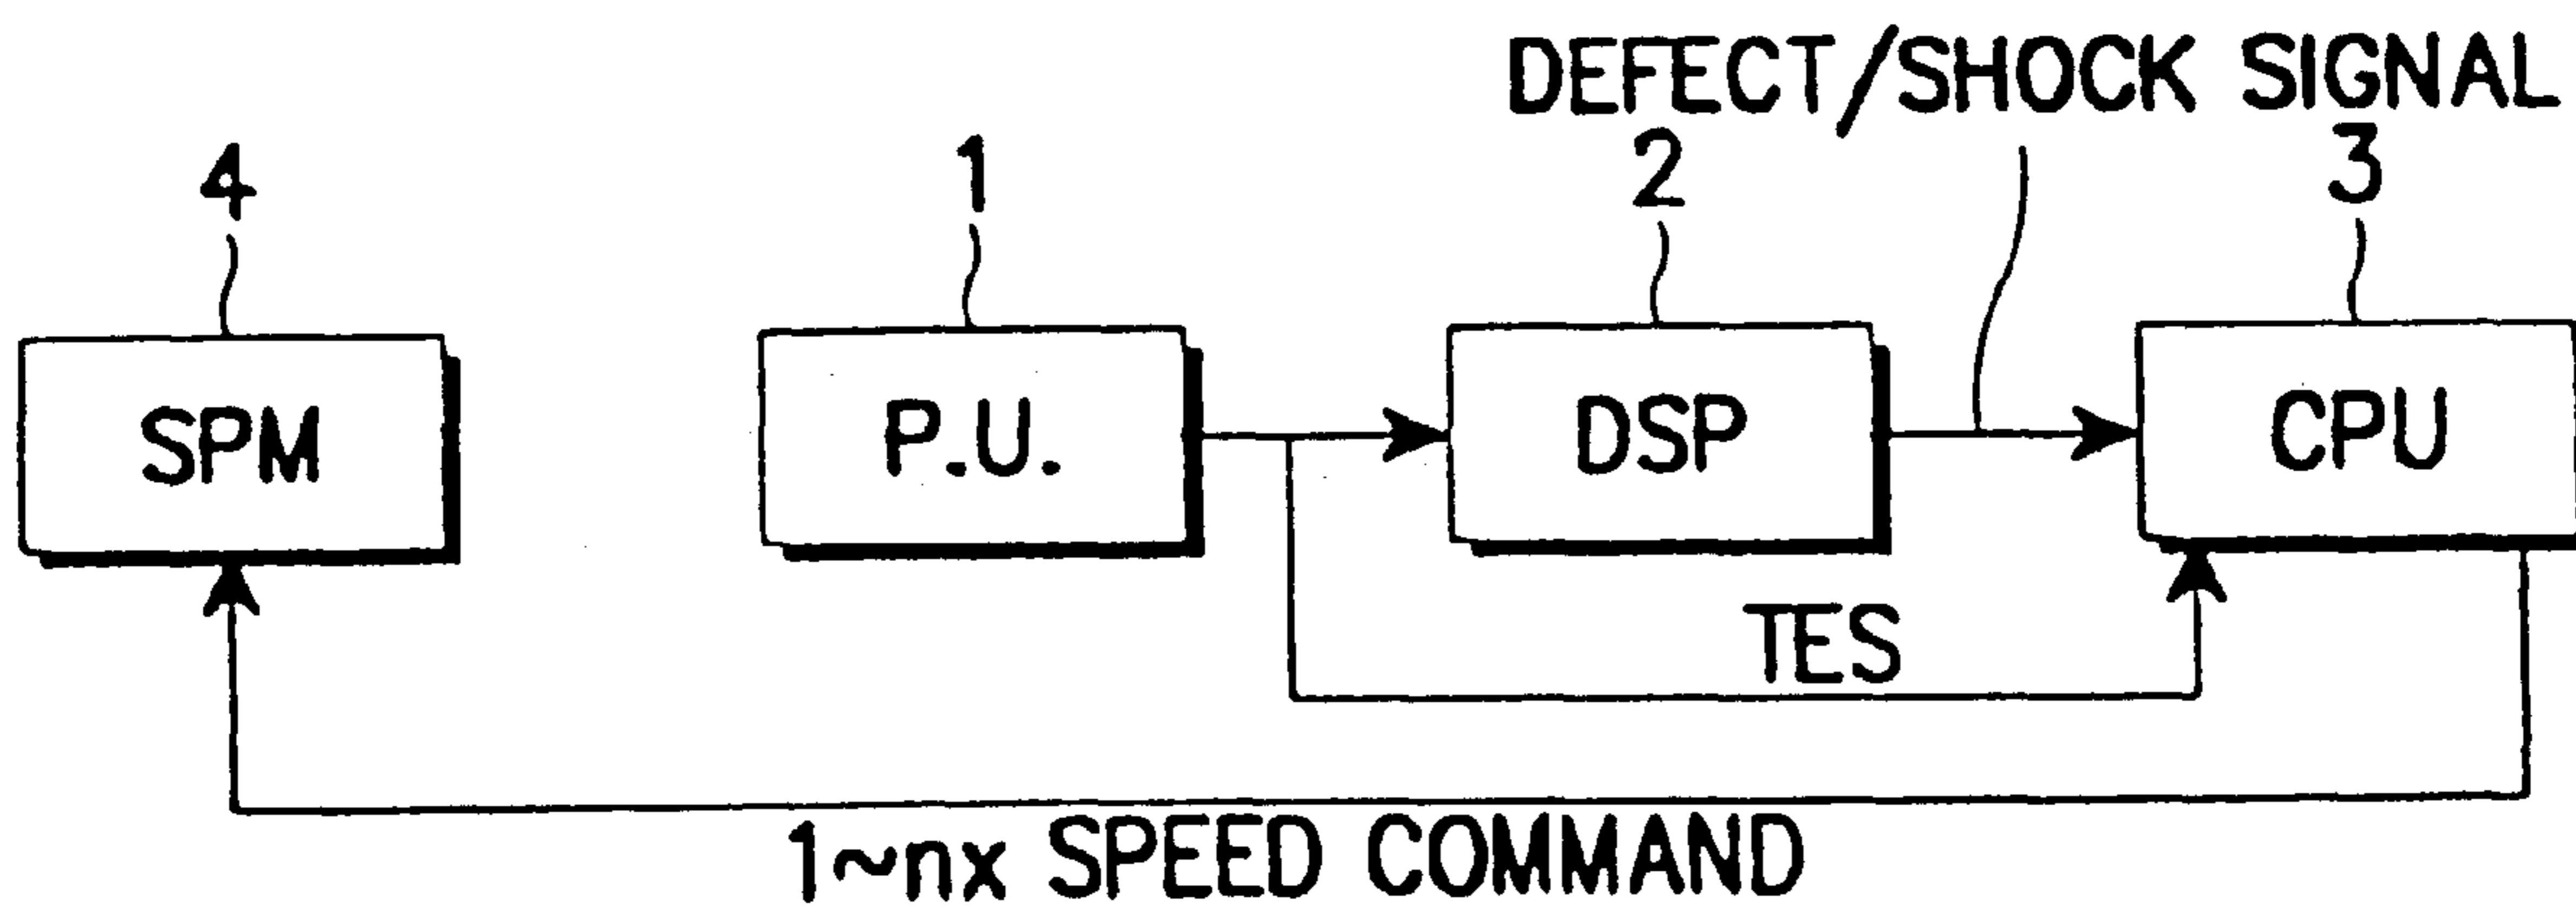 DEFECT/SHOCK SIGNAL
4
1
2
3
SPM
P.U.
DSP
CPU
TES
1~nx SPEED COMMAND